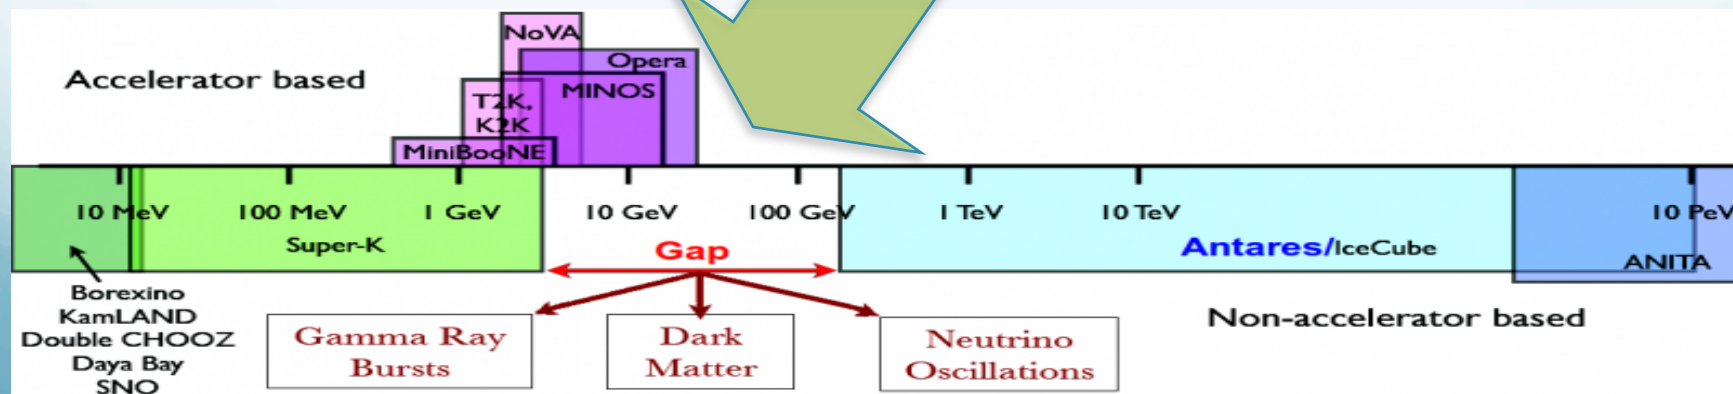 NoVA
Opera
Accelerator based
MINOS
T2K,
K2K
MiniBooNE
10 MeV 100 MeV 1 GeV 10 GeV 100 GeV 1 TeV 10 TeV 10 PeV
Super-K
Gap
Antares/IceCube
ANITA
Borexino
KamLAND
Double CHOOZ
Daya Bay
SNO
Gamma Ray
Bursts
Dark
Matter
Neutrino
Oscillations
Non-accelerator based